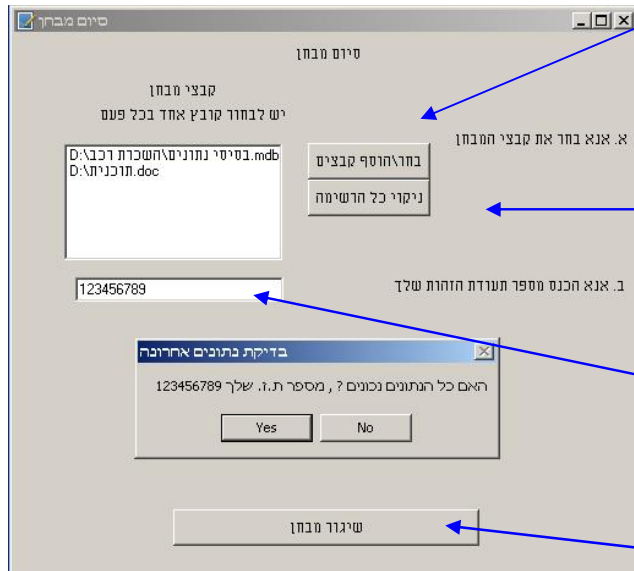 סיום מבחן
סיום מבחן
קבצי מבחן
יש לבחור קובץ אחד בכל פעם
א. אנא בחר את קבצי המבחן
בחר\הוסף קבצים
ניקוי כל הרשימה
D:\בסיסי נתונים\השכרת רכב.mdb
D:\תוכנית.doc
ב. אנא הכנס מספר תעודת הזהות שלך
123456789
בדיקת נתונים אחרונה
האם כל הנתונים נכונים ? , מספר ת.ז. שלך 123456789
Yes
No
שיגור מבחן